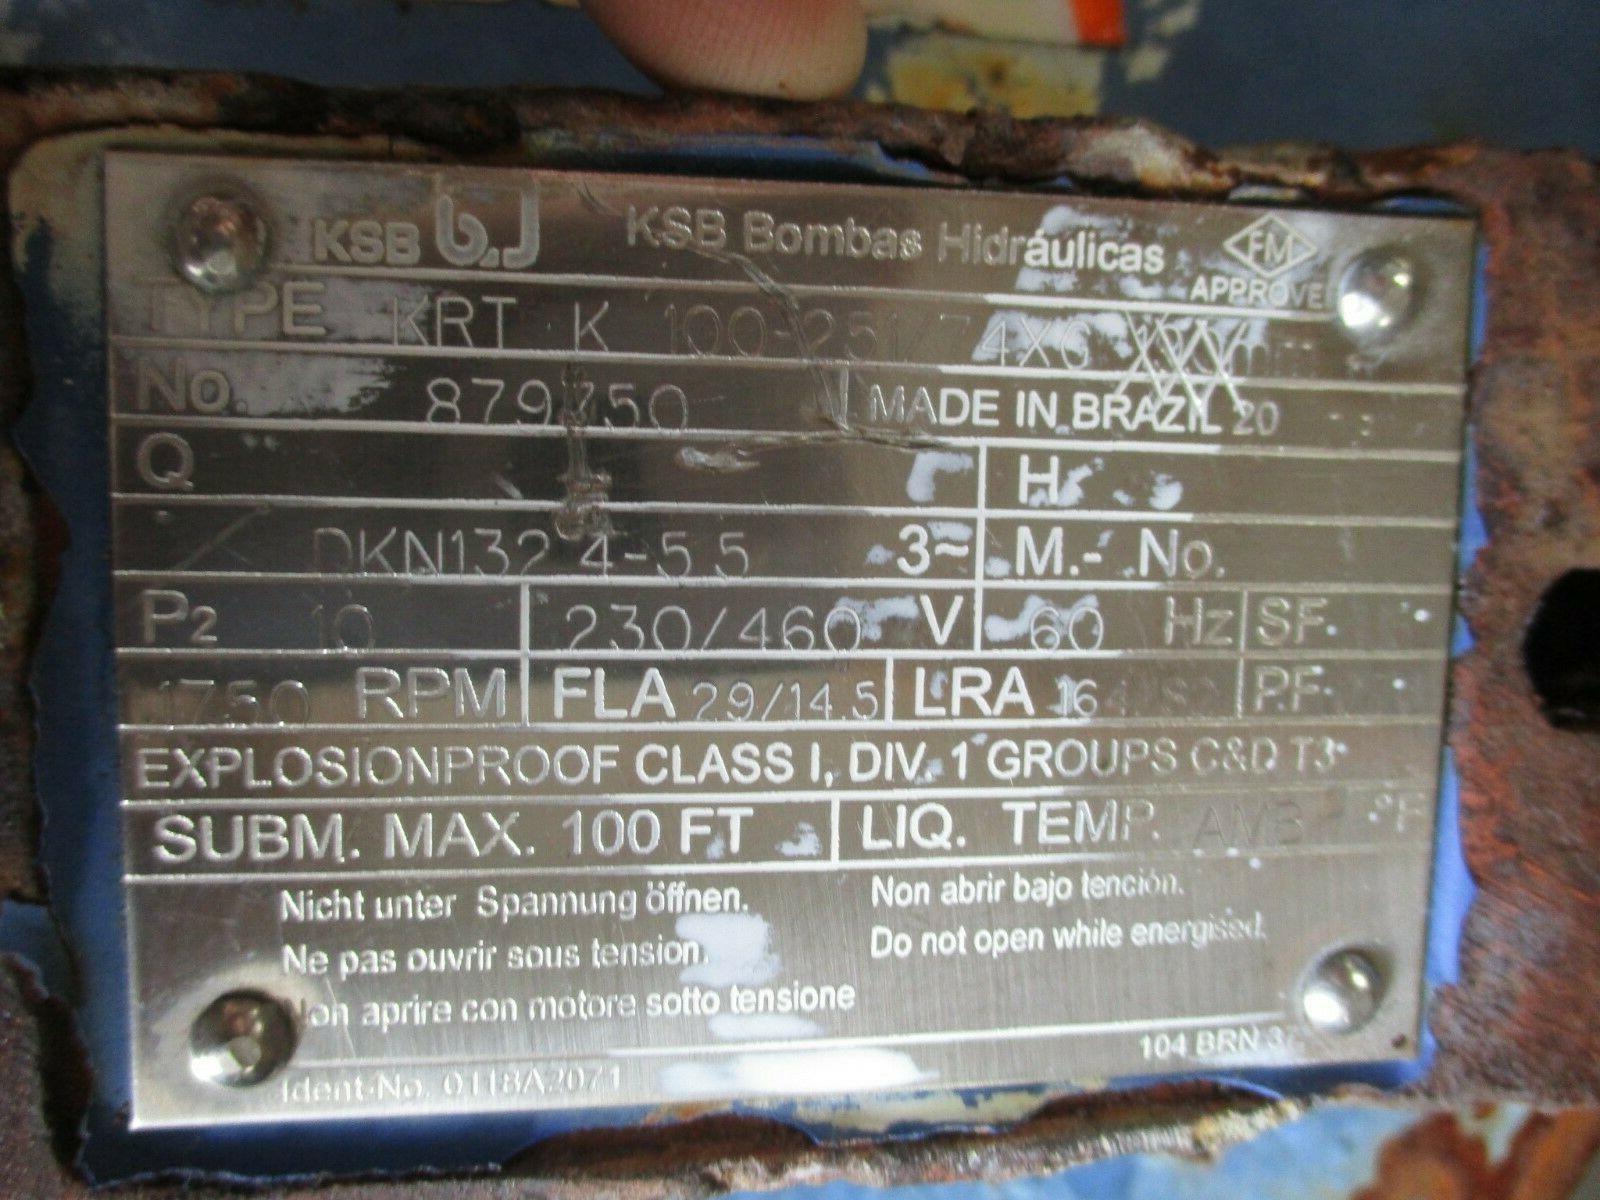 KSB b. KSB Bombas Hidráulicas FM
APPROVED
TYPE KRT K 100-251/ 4X6
No. 879750 MADE IN BRAZIL 20
Q H
DKN132 4-5.5 3~ M.- No.
P2 10 230/460 V 60 Hz SF.
1750 RPM FLA 29/14.5 LRA P.F.
EXPLOSIONPROOF CLASS I, DIV. 1 GROUPS C&D T3
SUBM. MAX. 100 FT LIQ. TEMP. AMB °F
Nicht unter Spannung öffnen. Non abrir bajo tención.
Ne pas ouvrir sous tension. Do not open while energised.
Non aprire con motore sotto tensione
Ident-No. 0118A2071 104 BRN 37